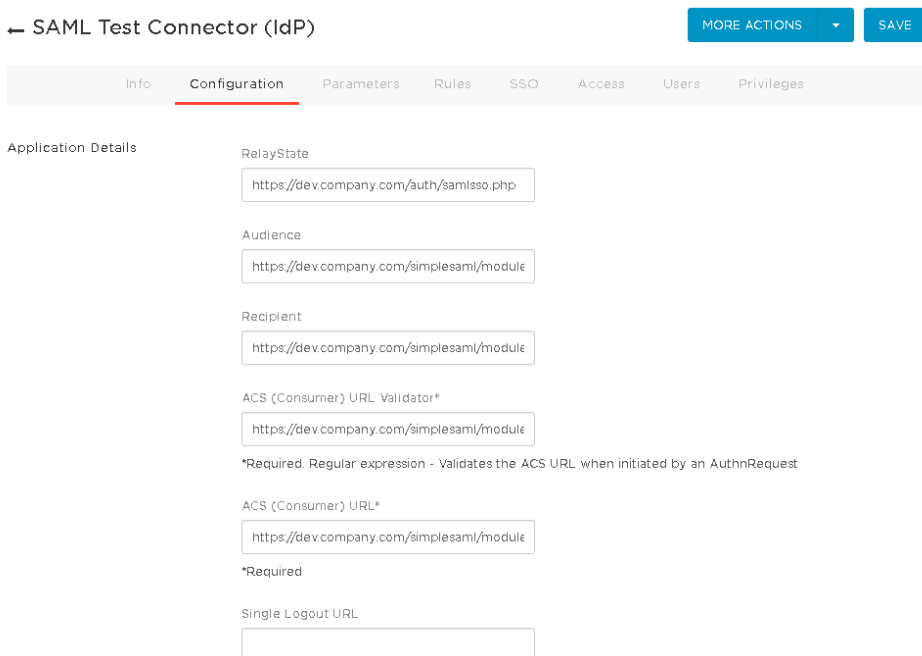 ← SAML Test Connector (IdP)
MORE ACTIONS
SAVE
Info Configuration Parameters Rules SSO Access Users Privileges
Application Details
RelayState
https://dev.company.com/auth/samlsso.php
Audience
https://dev.company.com/simplesaml/module
Recipient
https://dev.company.com/simplesaml/module
ACS (Consumer) URL Validator*
https://dev.company.com/simplesaml/module
*Required. Regular expression - Validates the ACS URL when initiated by an AuthnRequest
ACS (Consumer) URL*
https://dev.company.com/simplesaml/module
*Required
Single Logout URL